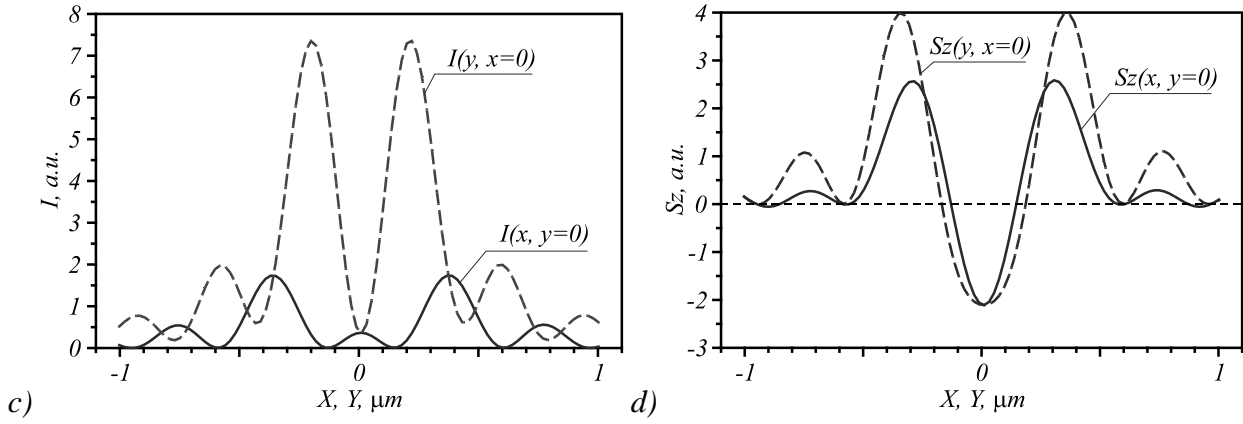 8
7
6
5
4
3
2
1
0
I, a.u.
I(y, x=0)
I(x, y=0)
-1 0 1
X, Y, μm
c)
4
3
2
1
0
-1
-2
-3
Sz, a.u.
Sz(y, x=0)
Sz(x, y=0)
-1 0 1
X, Y, μm
d)